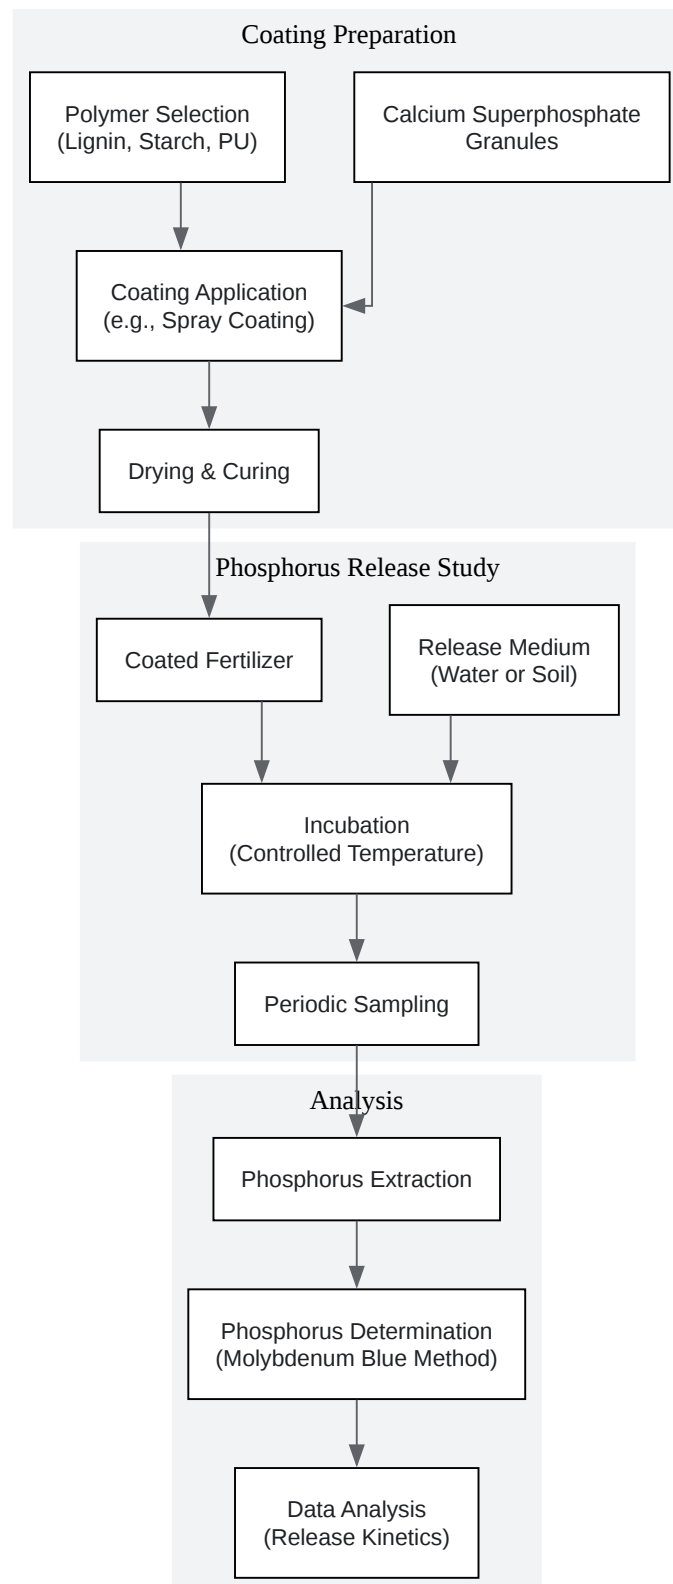 Coating Preparation
Polymer Selection
(Lignin, Starch, PU)
Calcium Superphosphate
Granules
Coating Application
(e.g., Spray Coating)
Drying & Curing
Phosphorus Release Study
Coated Fertilizer
Release Medium
(Water or Soil)
Incubation
(Controlled Temperature)
Periodic Sampling
Analysis
Phosphorus Extraction
Phosphorus Determination
(Molybdenum Blue Method)
Data Analysis
(Release Kinetics)